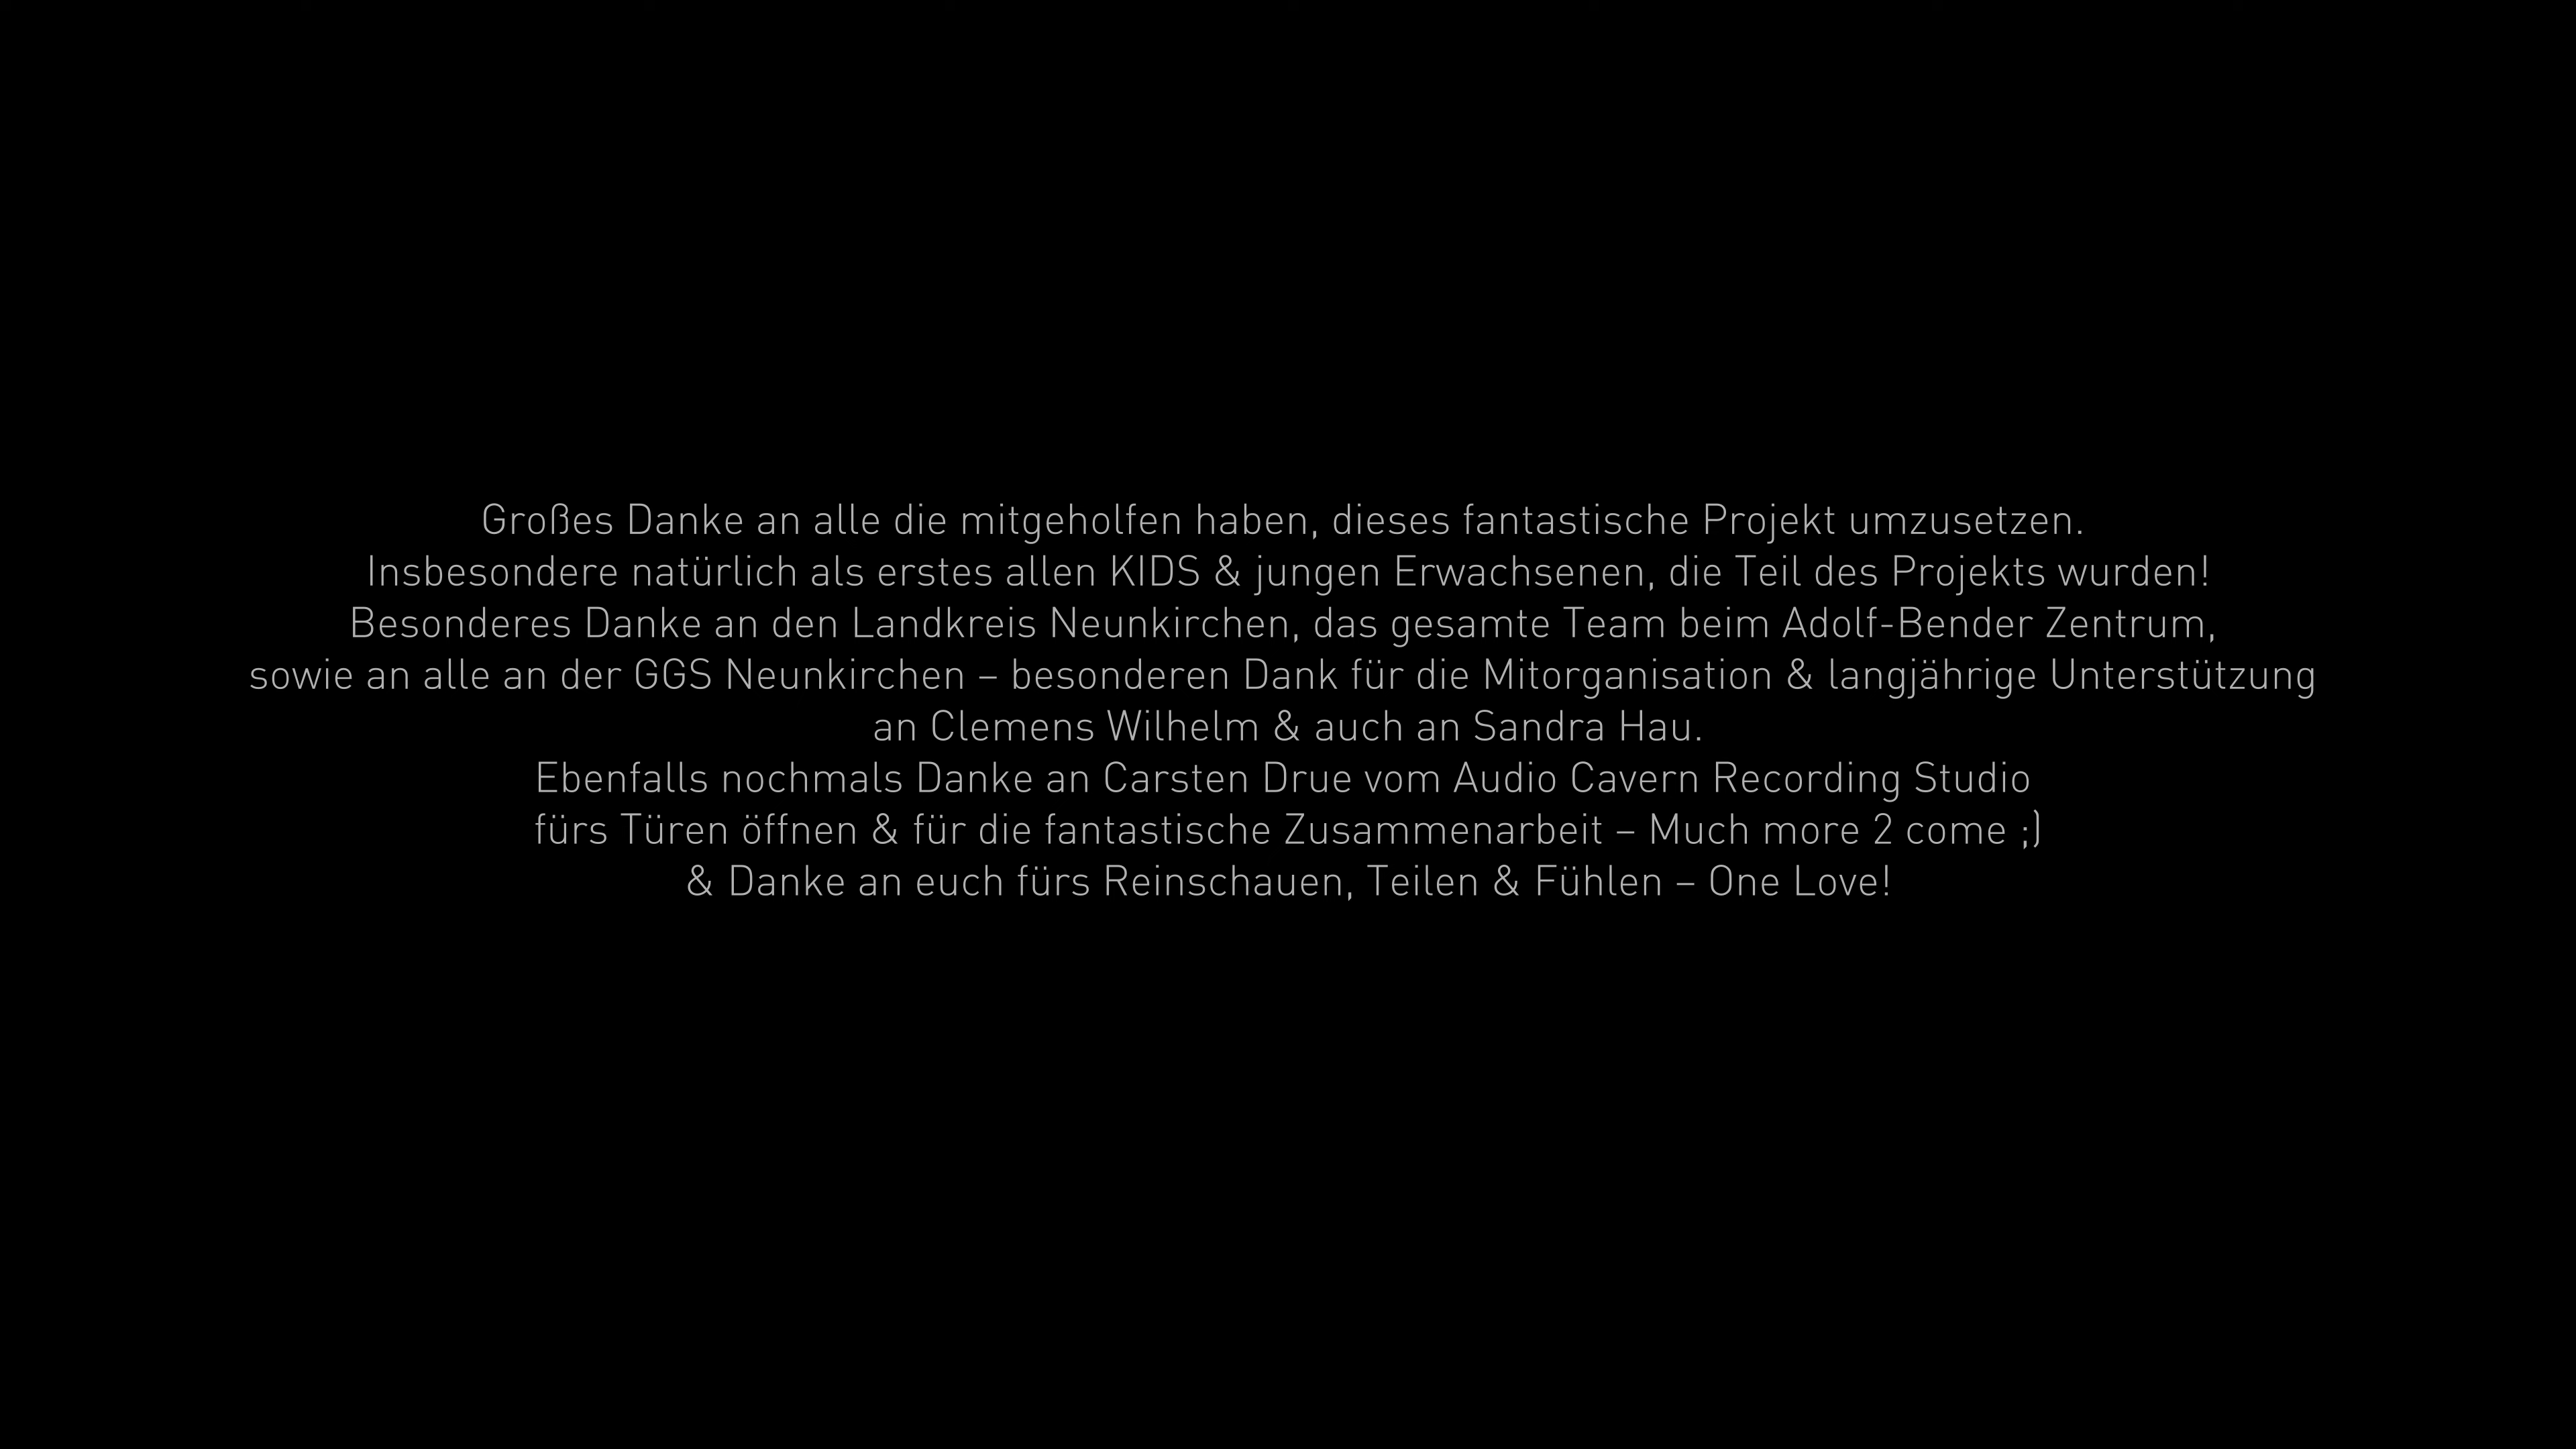 Großes Danke an alle die mitgeholfen haben, dieses fantastische Projekt umzusetzen.
Insbesondere natürlich als erstes allen KIDS & jungen Erwachsenen, die Teil des Projekts wurden!
Besonderes Danke an den Landkreis Neunkirchen, das gesamte Team beim Adolf-Bender Zentrum,
sowie an alle an der GGS Neunkirchen – besonderen Dank für die Mitorganisation & langjährige Unterstützung
an Clemens Wilhelm & auch an Sandra Hau.
Ebenfalls nochmals Danke an Carsten Drue vom Audio Cavern Recording Studio
fürs Türen öffnen & für die fantastische Zusammenarbeit – Much more 2 come ;)
& Danke an euch fürs Reinschauen, Teilen & Fühlen – One Love!